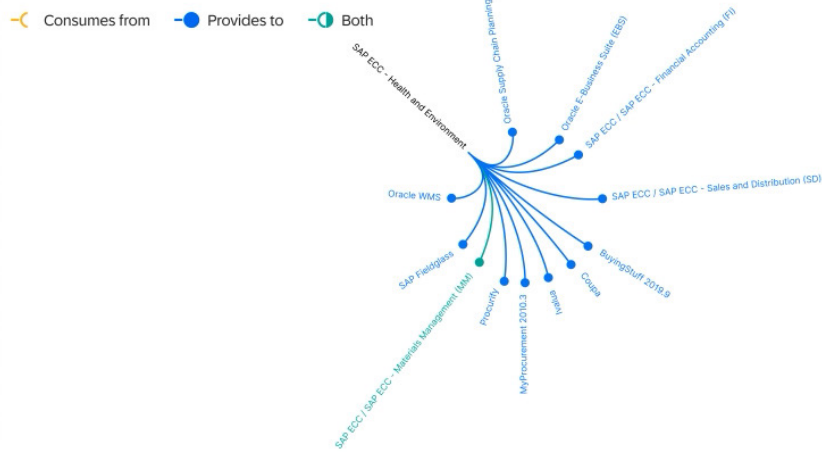 Consumes from
Provides to
Both
SAP ECC - Health and Environment
Oracle Supply Chain Planning
Oracle E-Business Suite (EBS)
SAP ECC / SAP ECC - Financial Accounting (FI)
SAP ECC / SAP ECC - Sales and Distribution (SD)
BuyingStuff 2019.9
Coupa
Ivalua
MyProcurement 2010.3
Procurify
SAP ECC / SAP ECC - Materials Management (MM)
SAP Fieldglass
Oracle WMS